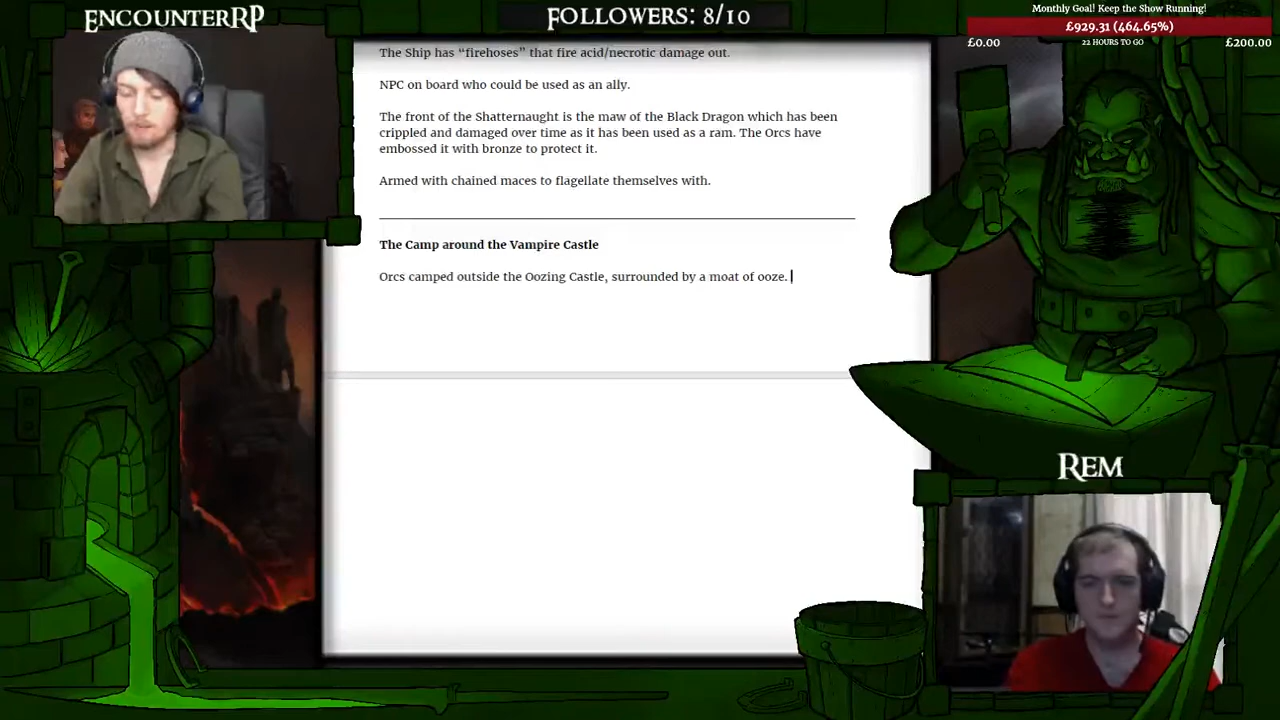 ENCOUNTERRP
FOLLOWERS: 8/10
Monthly Goal! Keep the Show Running!
£929.31 (464.65%)
£0.00
22 HOURS TO GO
£200.00
The Ship has “firehoses” that fire acid/necrotic damage out.
NPC on board who could be used as an ally.
The front of the Shatternaught is the maw of the Black Dragon which has been
crippled and damaged over time as it has been used as a ram. The Orcs have
embossed it with bronze to protect it.
Armed with chained maces to flagellate themselves with.
The Camp around the Vampire Castle
Orcs camped outside the Oozing Castle, surrounded by a moat of ooze.
REM